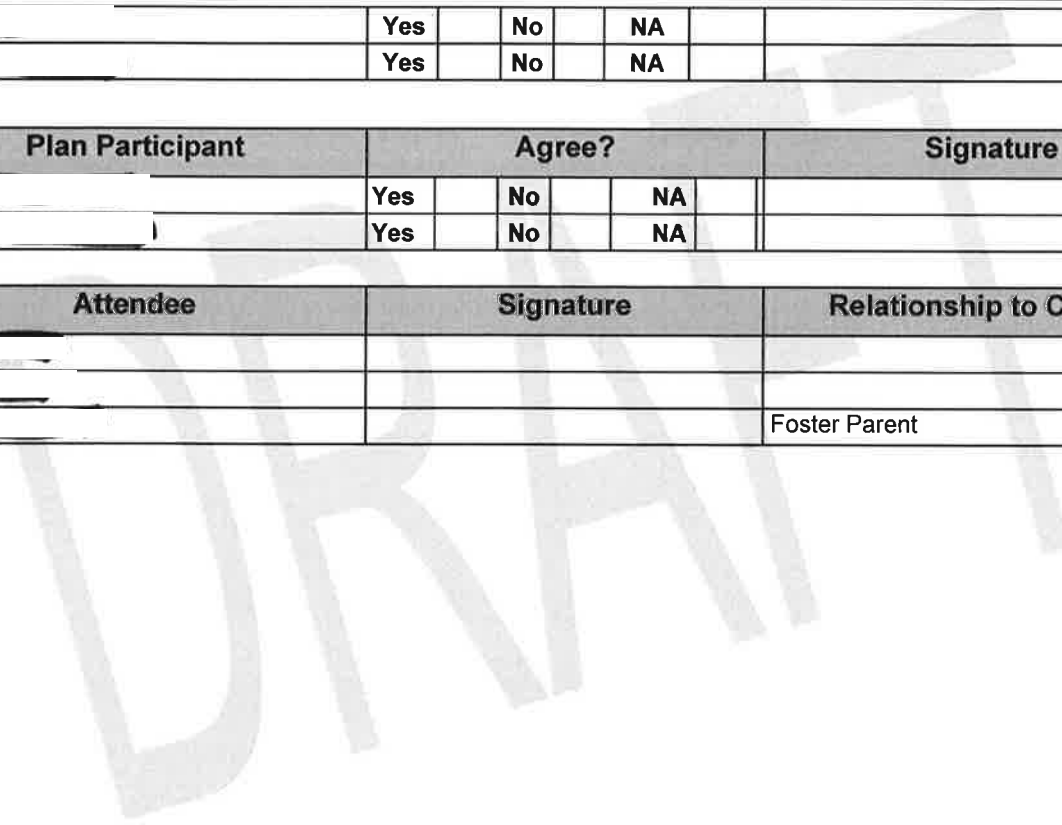 Yes No NA
Yes No NA
Plan Participant Agree? Signature
Yes No NA
Yes No NA
Attendee Signature Relationship to C
Foster Parent
DRAFT